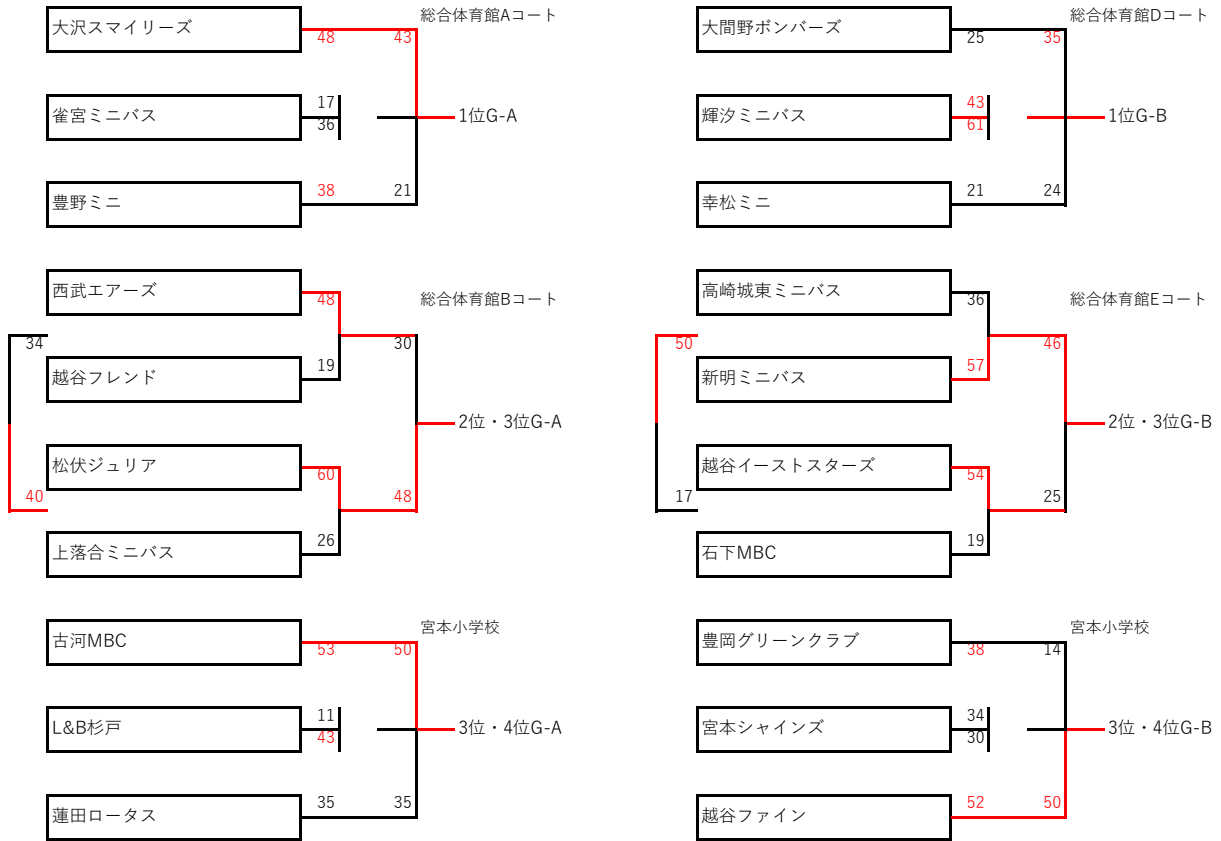 総合体育館Aコート
大沢スマイリーズ
48
43
雀宮ミニバス
17
36
1位G-A
豊野ミニ
38
21
総合体育館Dコート
大間野ボンバーズ
25
35
輝汐ミニバス
43
61
1位G-B
幸松ミニ
21
24
総合体育館Bコート
西武エアーズ
48
34
30
越谷フレンド
19
2位・3位G-A
松伏ジュリア
60
40
48
上落合ミニバス
26
総合体育館Eコート
高崎城東ミニバス
36
50
46
新明ミニバス
57
2位・3位G-B
越谷イーストスターズ
54
17
25
石下MBC
19
宮本小学校
古河MBC
53
50
L&B杉戸
11
43
3位・4位G-A
蓮田ロータス
35
35
宮本小学校
豊岡グリーンクラブ
38
14
宮本シャインズ
34
30
3位・4位G-B
越谷ファイン
52
50